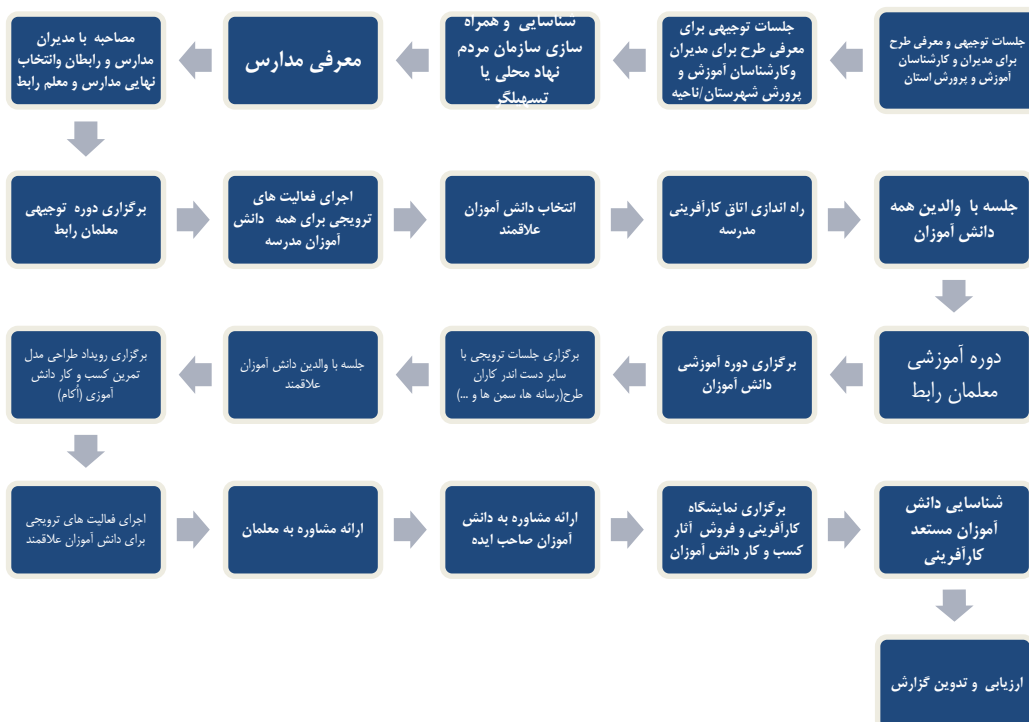 جلسات توجیهی و معرفی طرح
برای مدیران و کارشناسان
آموزش و پرورش استان
جلسات توجیهی برای
معرفی طرح برای مدیران
وکارشناسان آموزش و
پرورش شهرستان/ناحیه
شناسایی و همراه
سازی سازمان مردم
نهاد محلی یا
تسهیلگر
معرفی مدارس
مصاحبه با مدیران
مدارس و رابطان وانتخاب
نهایی مدارس و معلم رابط
برگزاری دوره توجیهی
معلمان رابط
اجرای فعالیت های
ترویجی برای همه دانش
آموزان مدرسه
انتخاب دانش آموزان
علاقمند
راه اندازی اتاق کارآفرینی
مدرسه
جلسه با والدین همه
دانش آموزان
دوره آموزشی
معلمان رابط
برگزاری دوره آموزشی
دانش آموزان
برگزاری جلسات ترویجی با
سایر دست اندر کاران
طرح(رسانه ها، سمن ها و ...)
جلسه با والدین دانش آموزان
علاقمند
برگزاری رویداد طراحی مدل
تمرین کسب و کار دانش
آموزی (اُکام)
اجرای فعالیت های ترویجی
برای دانش آموزان علاقمند
ارائه مشاوره به معلمان
ارائه مشاوره به دانش
آموزان صاحب ایده
برگزاری نمایشگاه
کارآفرینی و فروش آثار
کسب و کار دانش آموزان
شناسایی دانش
آموزان مستعد
کارآفرینی
ارزیابی و تدوین گزارش